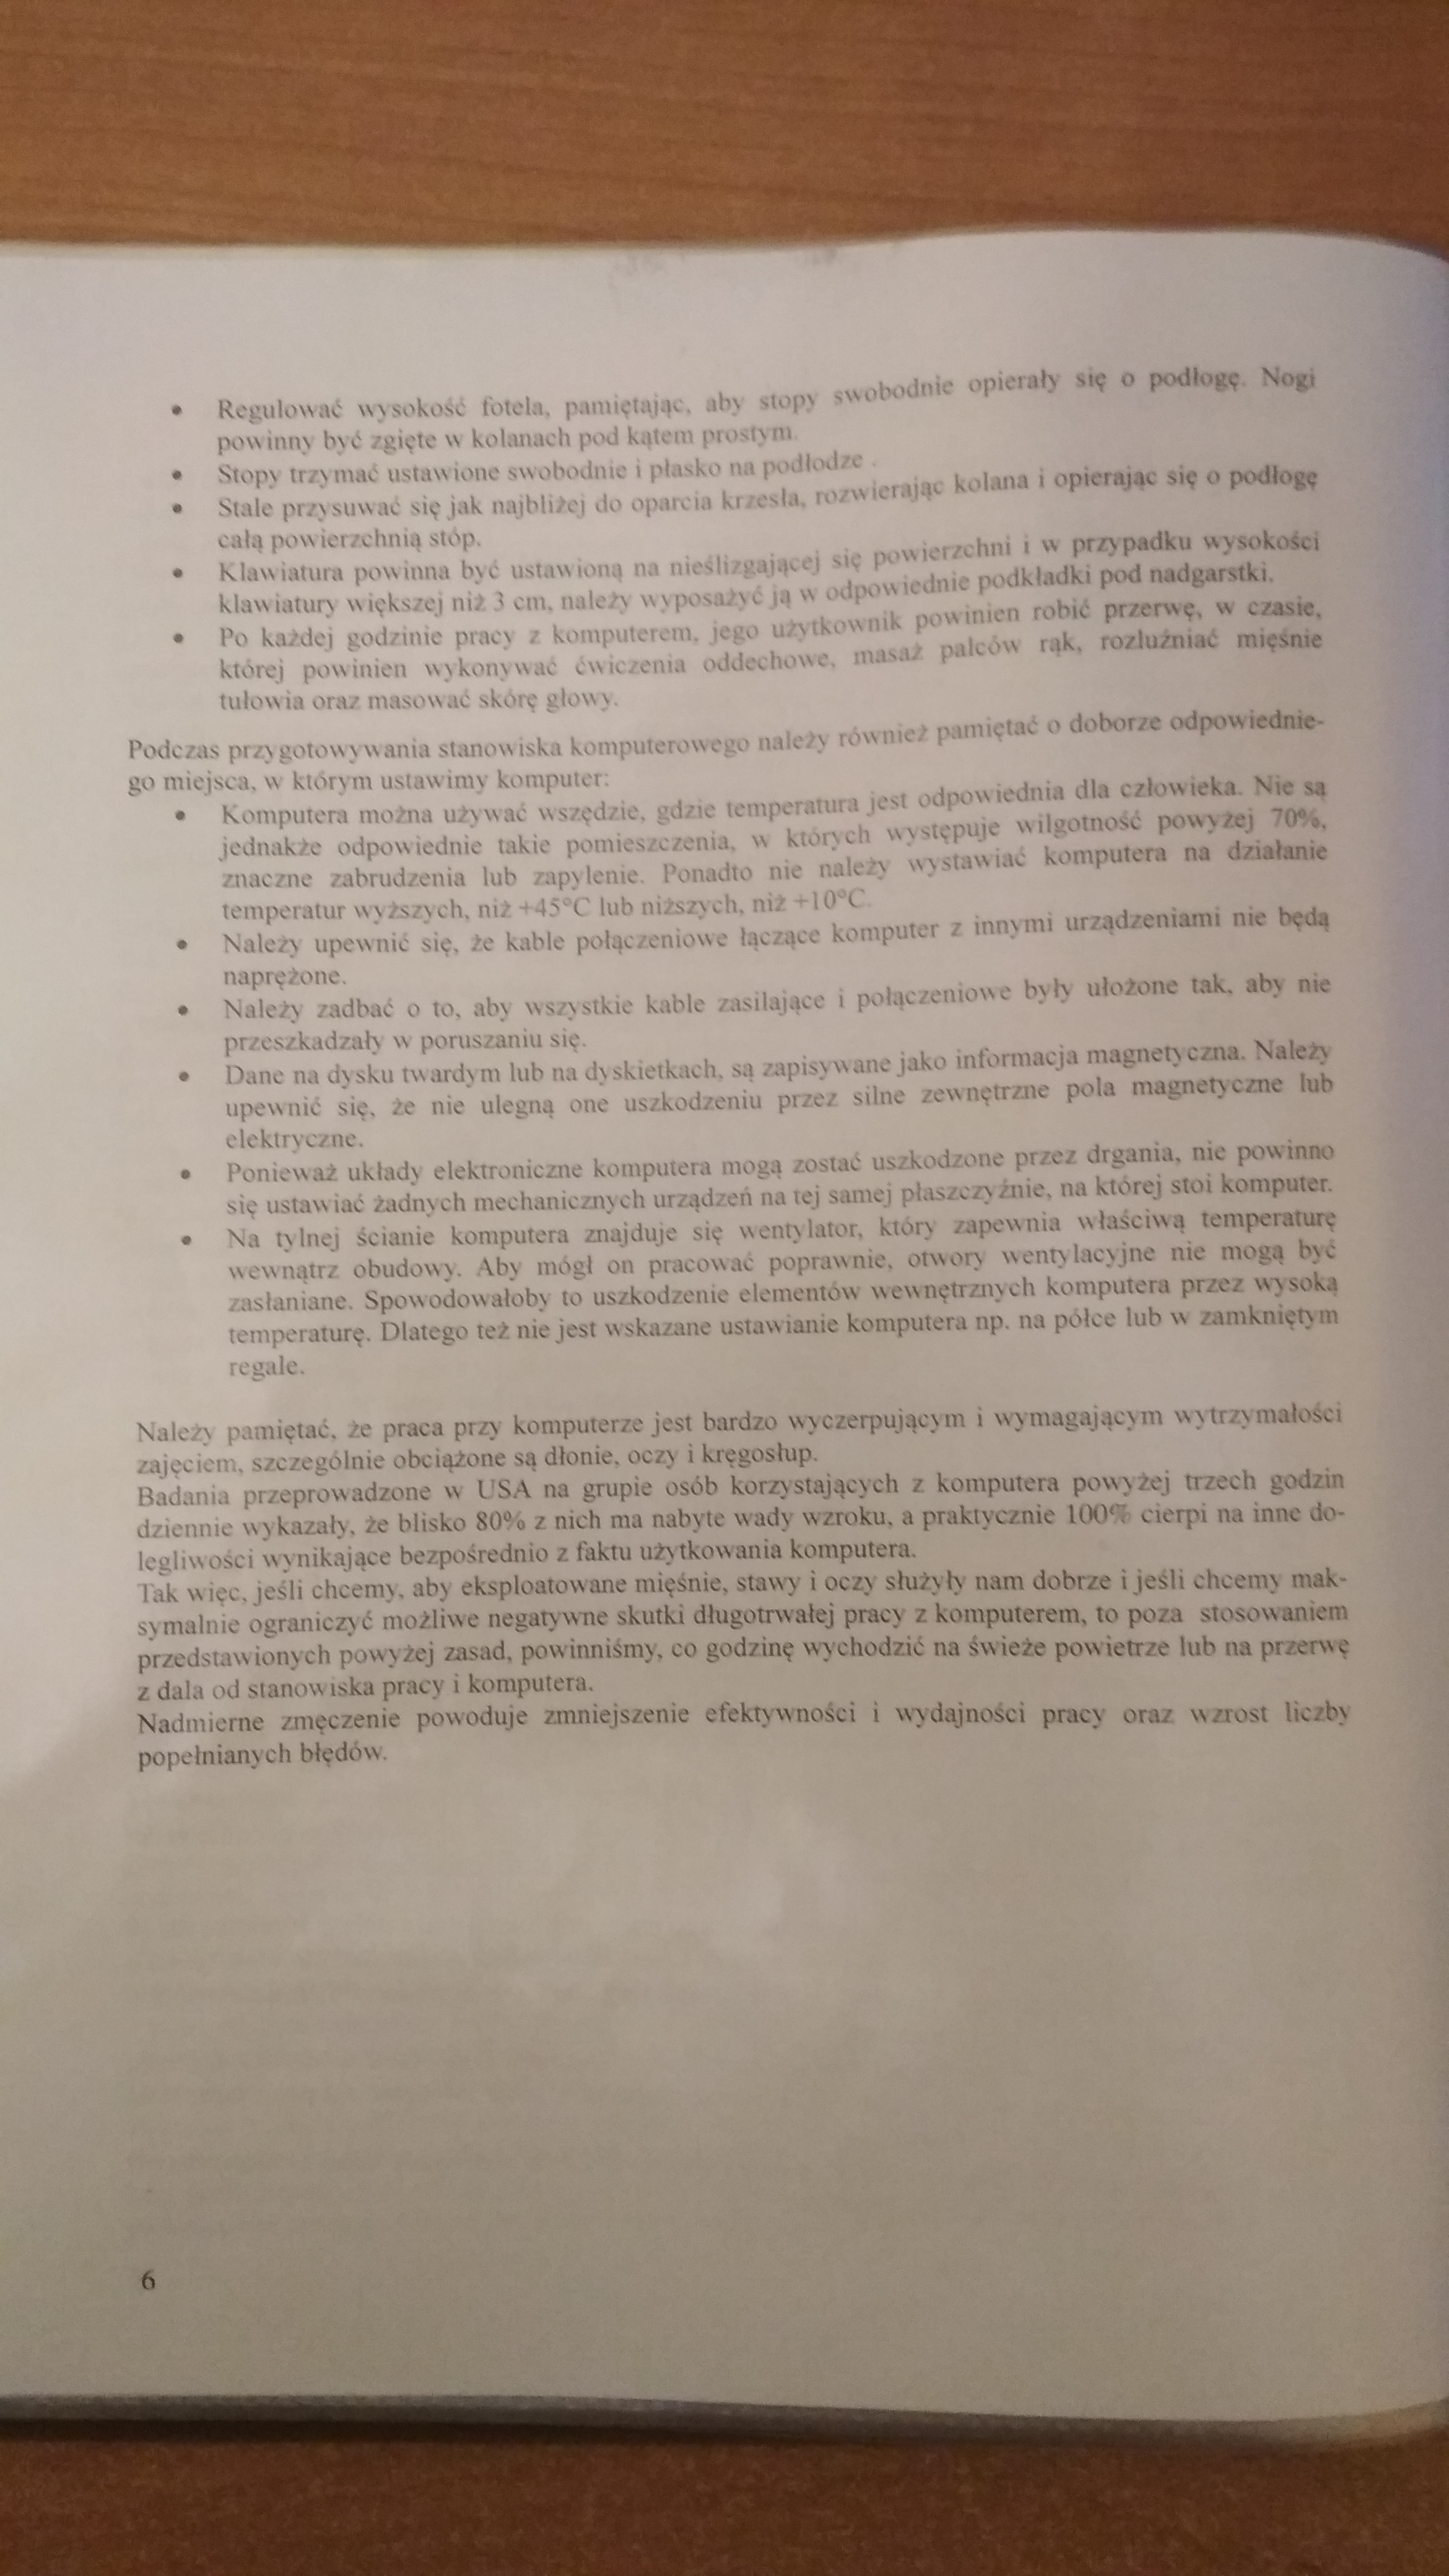 • Regulować wysokość fotela, pamiętając, aby stopy swobodnie opierały się o podłogę. Nogi
powinny być zgięte w kolanach pod kątem prostym.
• Stopy trzymać ustawione swobodnie i płasko na podłodze .
• Stale przysuwać się jak najbliżej do oparcia krzesła, rozwierając kolana i opierając się o podłogę
całą powierzchnią stóp.
• Klawiatura powinna być ustawioną na nieślizgającej się powierzchni i w przypadku wysokości
klawiatury większej niż 3 cm, należy wyposażyć ją w odpowiednie podkładki pod nadgarstki.
• Po każdej godzinie pracy z komputerem, jego użytkownik powinien robić przerwę, w czasie,
której powinien wykonywać ćwiczenia oddechowe, masaż palców rąk, rozluźniać mięśnie
tułowia oraz masować skórę głowy.
Podczas przygotowywania stanowiska komputerowego należy również pamiętać o doborze odpowiednie-
go miejsca, w którym ustawimy komputer:
• Komputera można używać wszędzie, gdzie temperatura jest odpowiednia dla człowieka. Nie są
jednakże odpowiednie takie pomieszczenia, w których występuje wilgotność powyżej 70%,
znaczne zabrudzenia lub zapylenie. Ponadto nie należy wystawiać komputera na działanie
temperatur wyższych, niż +45°C lub niższych, niż +10°C.
• Należy upewnić się, że kable połączeniowe łączące komputer z innymi urządzeniami nie będą
naprężone.
• Należy zadbać o to, aby wszystkie kable zasilające i połączeniowe były ułożone tak, aby nie
przeszkadzały w poruszaniu się.
• Dane na dysku twardym lub na dyskietkach, są zapisywane jako informacja magnetyczna. Należy
upewnić się, że nie ulegną one uszkodzeniu przez silne zewnętrzne pola magnetyczne lub
elektryczne.
• Ponieważ układy elektroniczne komputera mogą zostać uszkodzone przez drgania, nie powinno
się ustawiać żadnych mechanicznych urządzeń na tej samej płaszczyźnie, na której stoi komputer.
• Na tylnej ścianie komputera znajduje się wentylator, który zapewnia właściwą temperaturę
wewnątrz obudowy. Aby mógł on pracować poprawnie, otwory wentylacyjne nie mogą być
zasłaniane. Spowodowałoby to uszkodzenie elementów wewnętrznych komputera przez wysoką
temperaturę. Dlatego też nie jest wskazane ustawianie komputera np. na półce lub w zamkniętym
regale.
Należy pamiętać, że praca przy komputerze jest bardzo wyczerpującym i wymagającym wytrzymałości
zajęciem, szczególnie obciążone są dłonie, oczy i kręgosłup.
Badania przeprowadzone w USA na grupie osób korzystających z komputera powyżej trzech godzin
dziennie wykazały, że blisko 80% z nich ma nabyte wady wzroku, a praktycznie 100% cierpi na inne do-
legliwości wynikające bezpośrednio z faktu użytkowania komputera.
Tak więc, jeśli chcemy, aby eksploatowane mięśnie, stawy i oczy służyły nam dobrze i jeśli chcemy mak-
symalnie ograniczyć możliwe negatywne skutki długotrwałej pracy z komputerem, to poza stosowaniem
przedstawionych powyżej zasad, powinniśmy, co godzinę wychodzić na świeże powietrze lub na przerwę
z dala od stanowiska pracy i komputera.
Nadmierne zmęczenie powoduje zmniejszenie efektywności i wydajności pracy oraz wzrost liczby
popełnianych błędów.
6